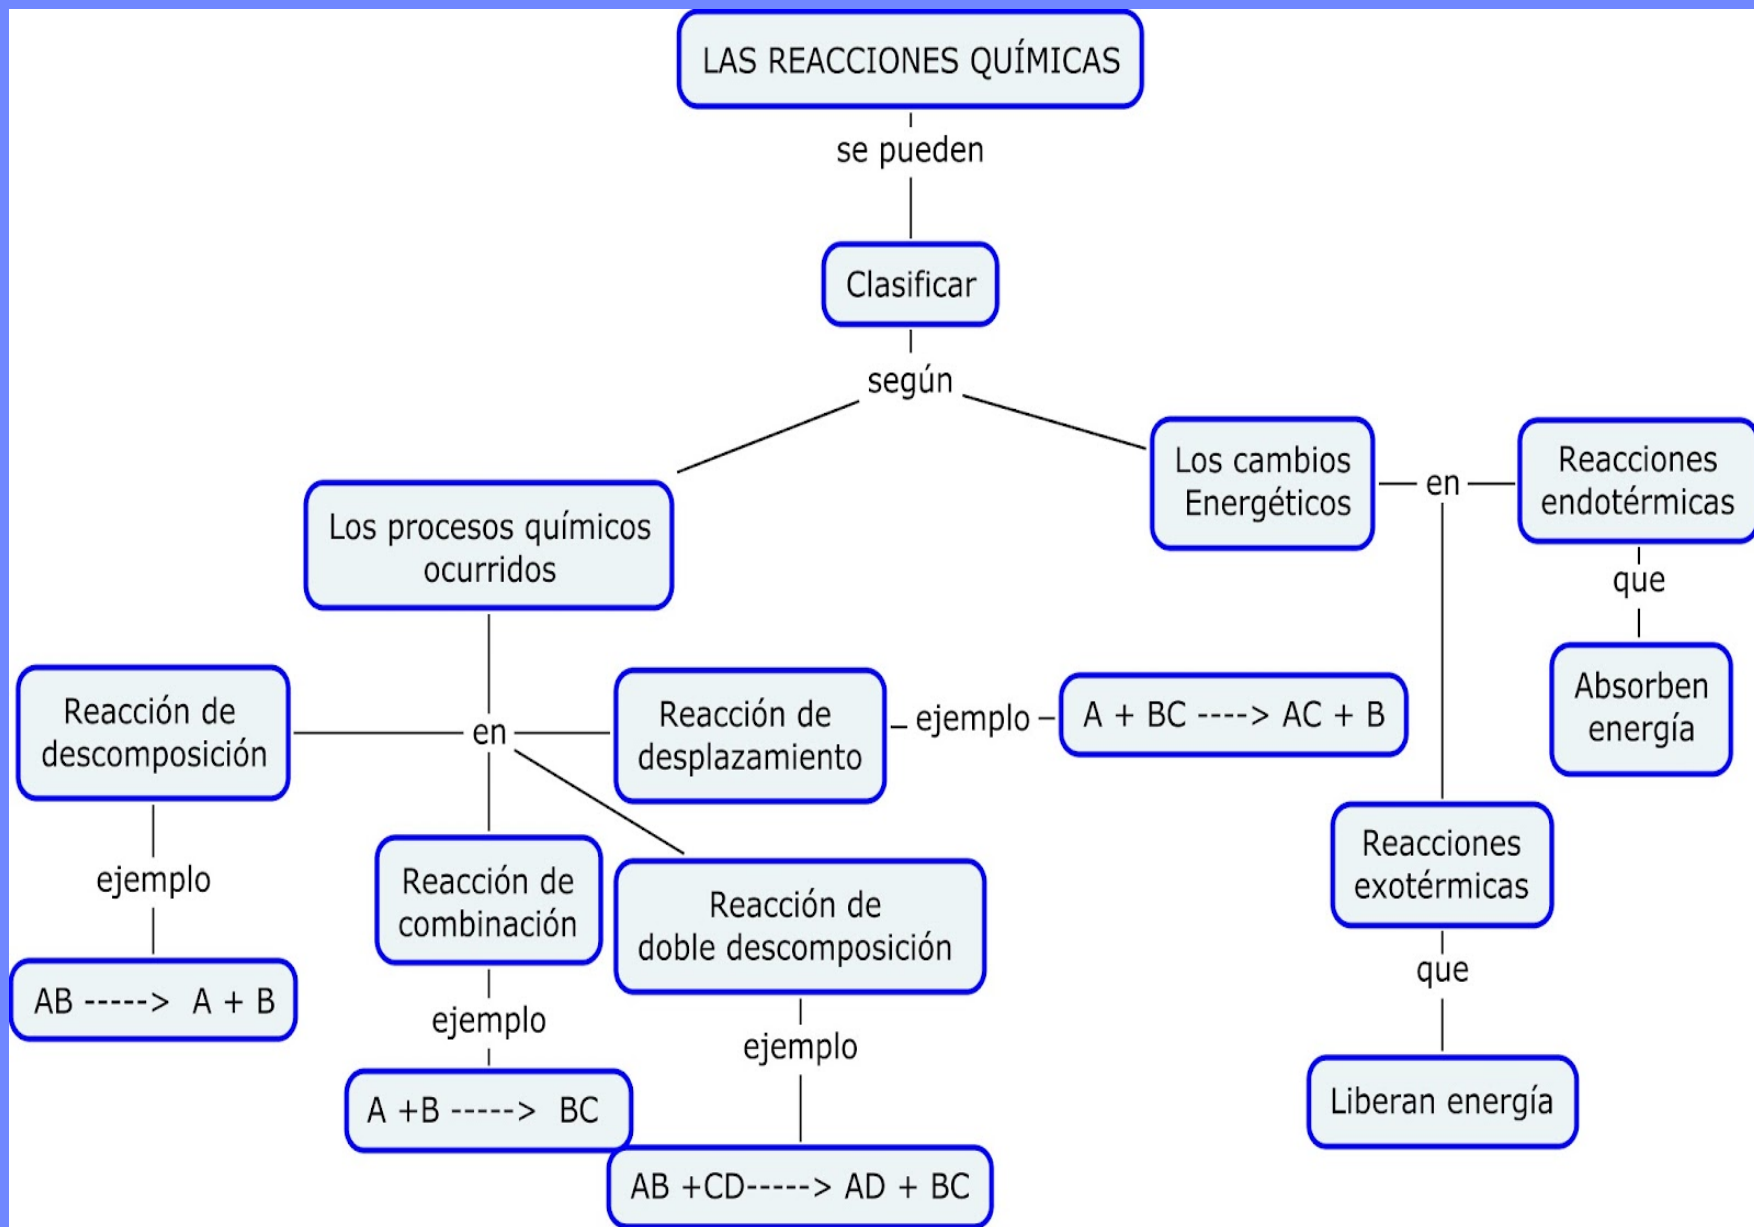 LAS REACCIONES QUÍMICAS
se pueden
Clasificar
según
Los procesos químicos
ocurridos
en
Reacción de
descomposición
ejemplo
AB -----> A + B
Reacción de
combinación
ejemplo
A +B -----> BC
Reacción de
doble descomposición
ejemplo
AB +CD-----> AD + BC
Reacción de
desplazamiento
ejemplo
A + BC ----> AC + B
Los cambios
Energéticos
en
Reacciones
endotérmicas
que
Absorben
energía
Reacciones
exotérmicas
que
Liberan energía